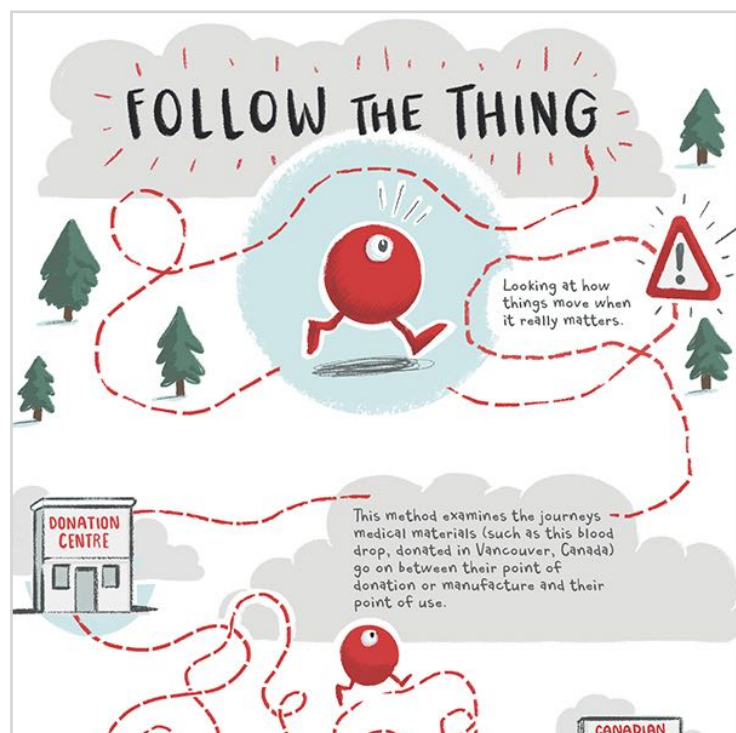 FOLLOW THE THING
Looking at how
things move when
it really matters.
DONATION
CENTRE
This method examines the journeys
medical materials (such as this blood
drop, donated in Vancouver, Canada)
go on between their point of
donation or manufacture and their
point of use.
CANADIAN